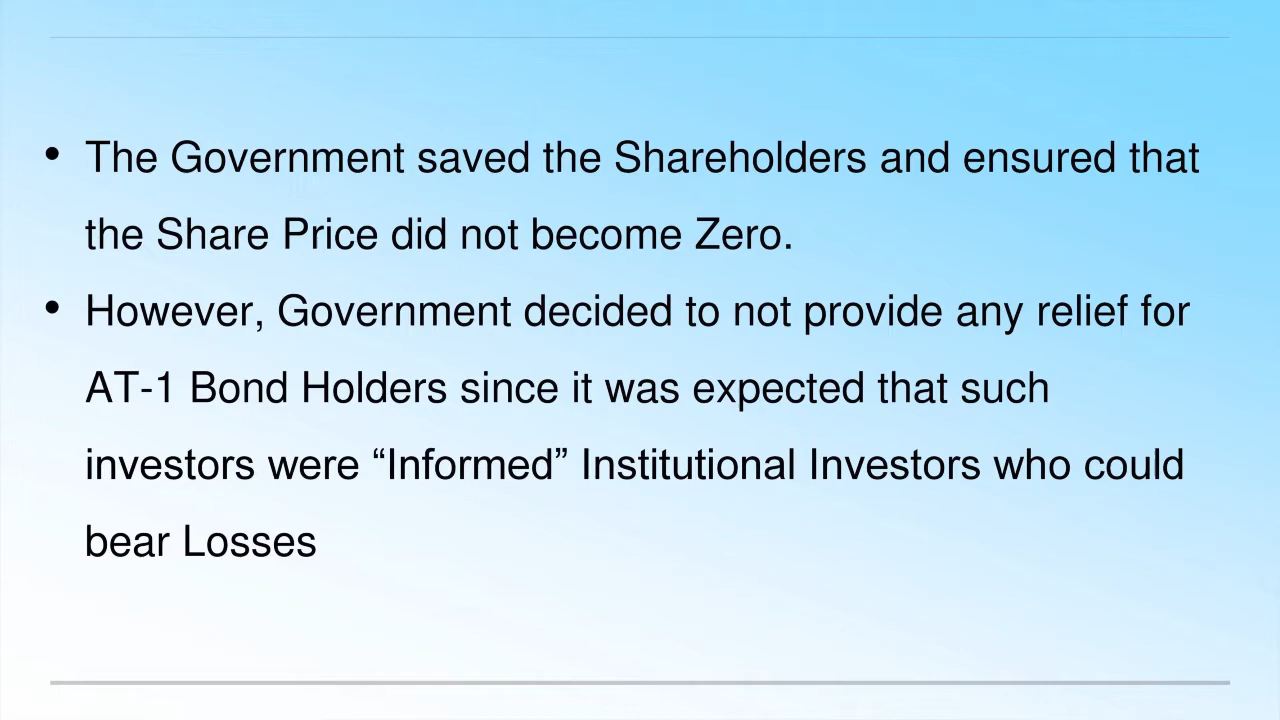 • The Government saved the Shareholders and ensured that
the Share Price did not become Zero.
• However, Government decided to not provide any relief for
AT-1 Bond Holders since it was expected that such
investors were “Informed” Institutional Investors who could
bear Losses